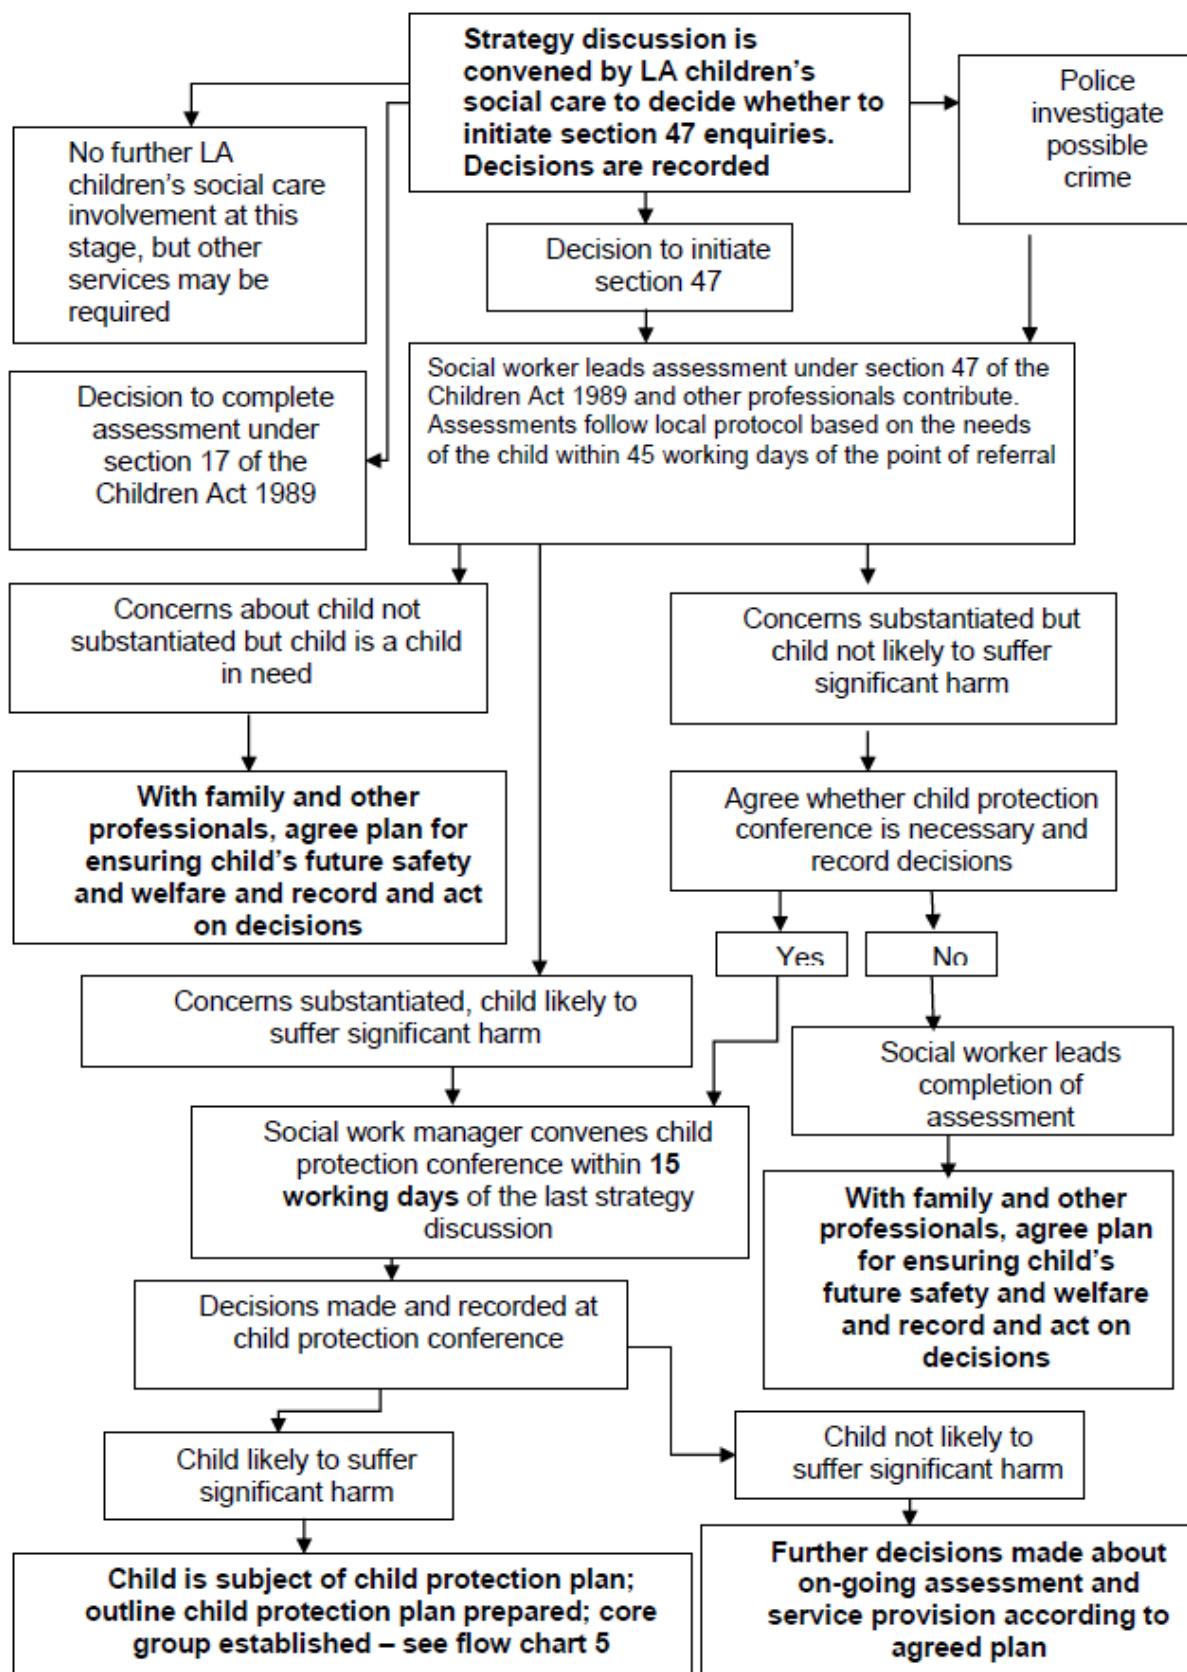 Strategy discussion is
convened by LA children's
social care to decide whether to
initiate section 47 enquiries.
Decisions are recorded
Police
investigate
possible
crime
No further LA
children's social care
involvement at this
stage, but other
services may be
required
Decision to initiate
section 47
Decision to complete
assessment under
section 17 of the
Children Act 1989
Social worker leads assessment under section 47 of the
Children Act 1989 and other professionals contribute.
Assessments follow local protocol based on the needs
of the child within 45 working days of the point of referral
Concerns about child not
substantiated but child is a child
in need
Concerns substantiated but
child not likely to suffer
significant harm
With family and other
professionals, agree plan for
ensuring child's future safety
and welfare and record and act
on decisions
Agree whether child protection
conference is necessary and
record decisions
Yes
No
Concerns substantiated, child likely to
suffer significant harm
Social worker leads
completion of
assessment
Social work manager convenes child
protection conference within 15
working days of the last strategy
discussion
With family and other
professionals, agree plan
for ensuring child's
future safety and welfare
and record and act on
decisions
Decisions made and recorded at
child protection conference
Child likely to suffer
significant harm
Child not likely to
suffer significant harm
Child is subject of child protection plan;
outline child protection plan prepared; core
group established – see flow chart 5
Further decisions made about
on-going assessment and
service provision according to
agreed plan